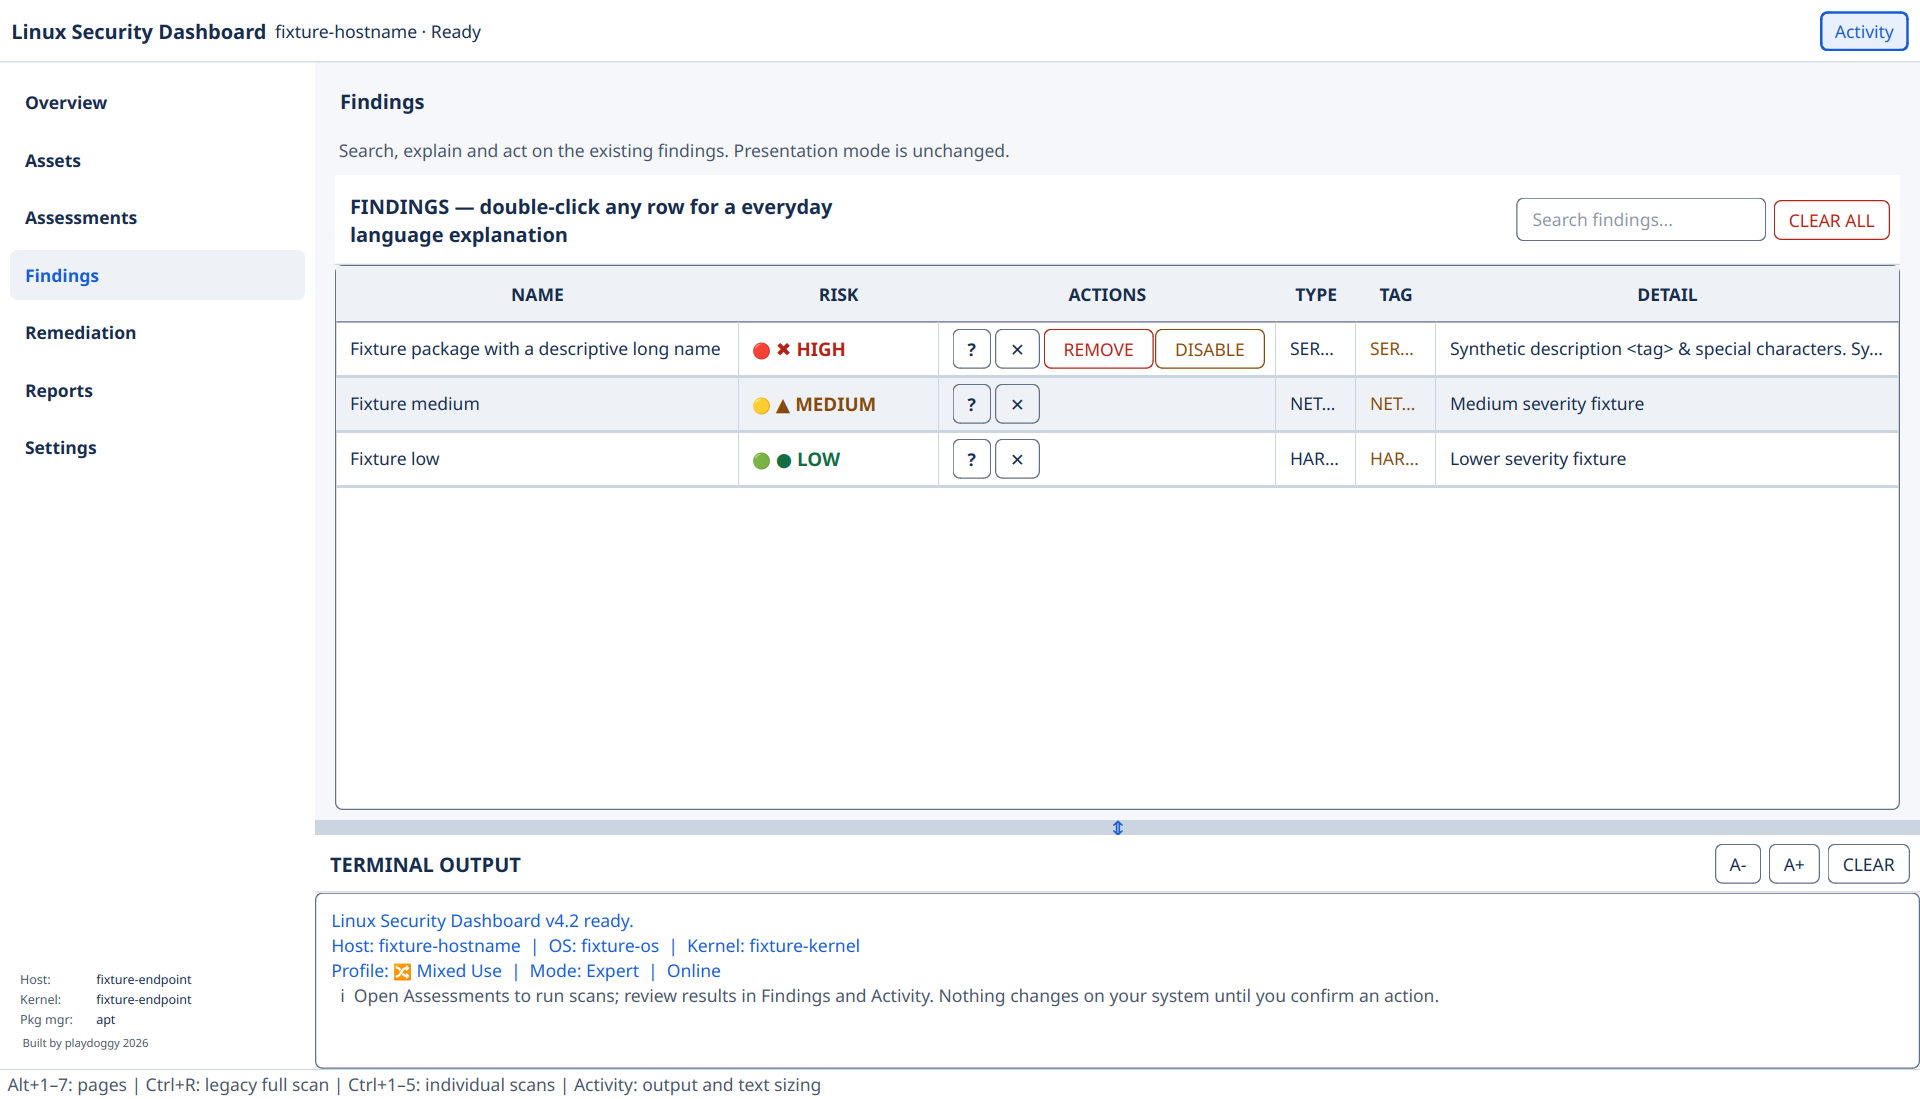 Linux Security Dashboard fixture-hostname · Ready
Activity
Overview
Assets
Assessments
Findings
Remediation
Reports
Settings
Host: fixture-endpoint
Kernel: fixture-endpoint
Pkg mgr: apt
Built by playdoggy 2026
Findings
Search, explain and act on the existing findings. Presentation mode is unchanged.
FINDINGS — double-click any row for a everyday
language explanation
Search findings...
CLEAR ALL
NAME RISK ACTIONS TYPE TAG DETAIL
Fixture package with a descriptive long name 🔴 ✖ HIGH ? ✕ REMOVE DISABLE SER... SER... Synthetic description <tag> & special characters. Sy...
Fixture medium 🟡 ▲ MEDIUM ? ✕ NET... NET... Medium severity fixture
Fixture low 🟢 ● LOW ? ✕ HAR... HAR... Lower severity fixture
⇕
TERMINAL OUTPUT
A- A+ CLEAR
Linux Security Dashboard v4.2 ready.
Host: fixture-hostname | OS: fixture-os | Kernel: fixture-kernel
Profile: 🔀 Mixed Use | Mode: Expert | Online
i Open Assessments to run scans; review results in Findings and Activity. Nothing changes on your system until you confirm an action.
Alt+1–7: pages | Ctrl+R: legacy full scan | Ctrl+1–5: individual scans | Activity: output and text sizing